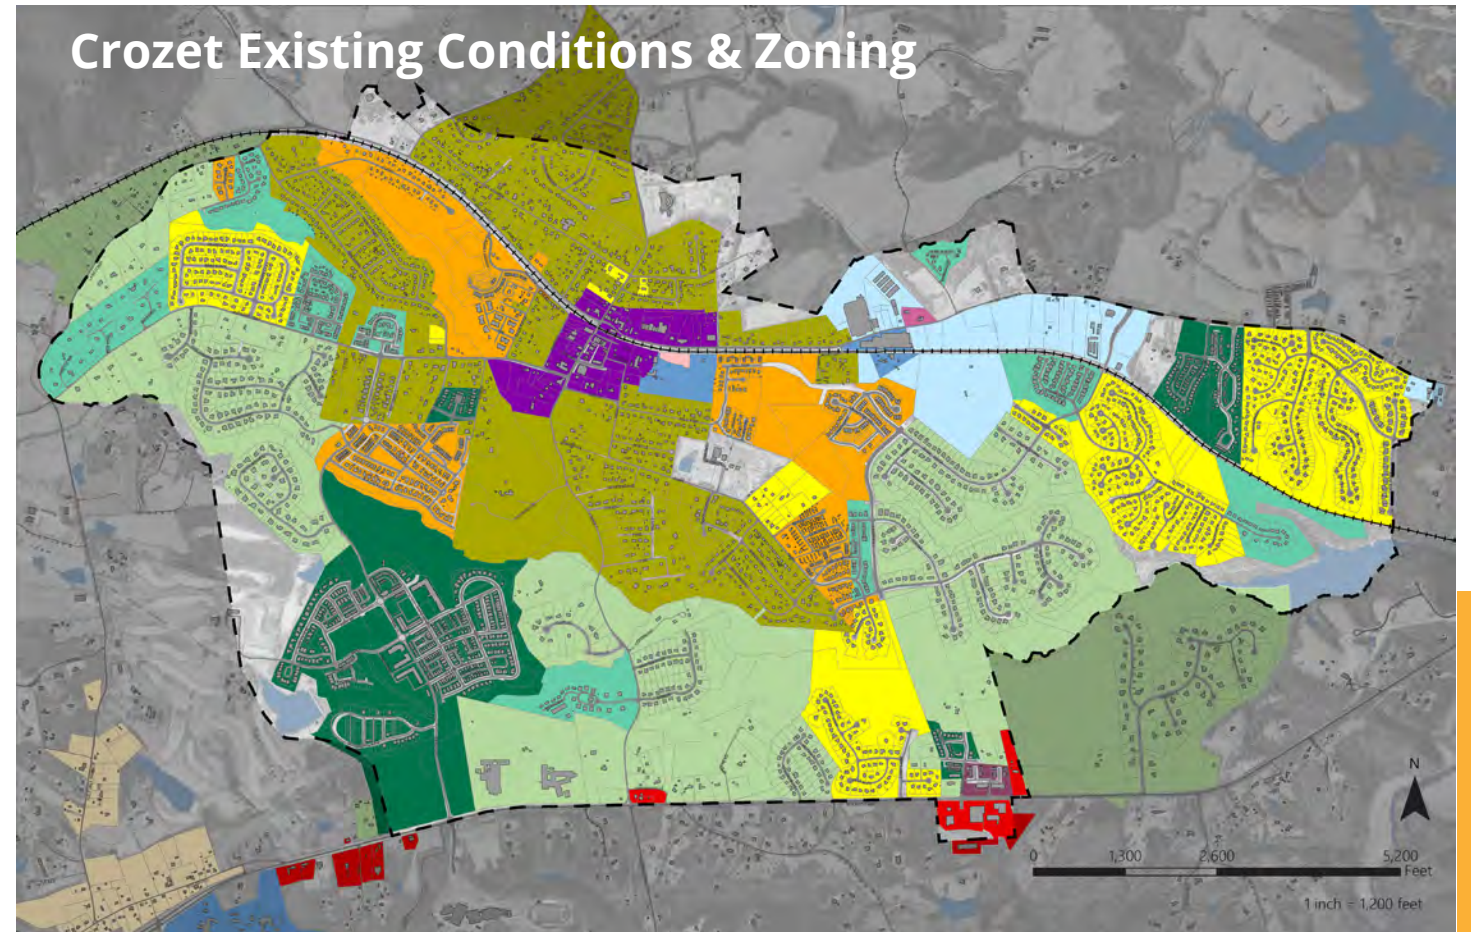 Crozet Existing Conditions & Zoning
N
0 1,300 2,600 5,200
Feet
1 inch = 1,200 feet